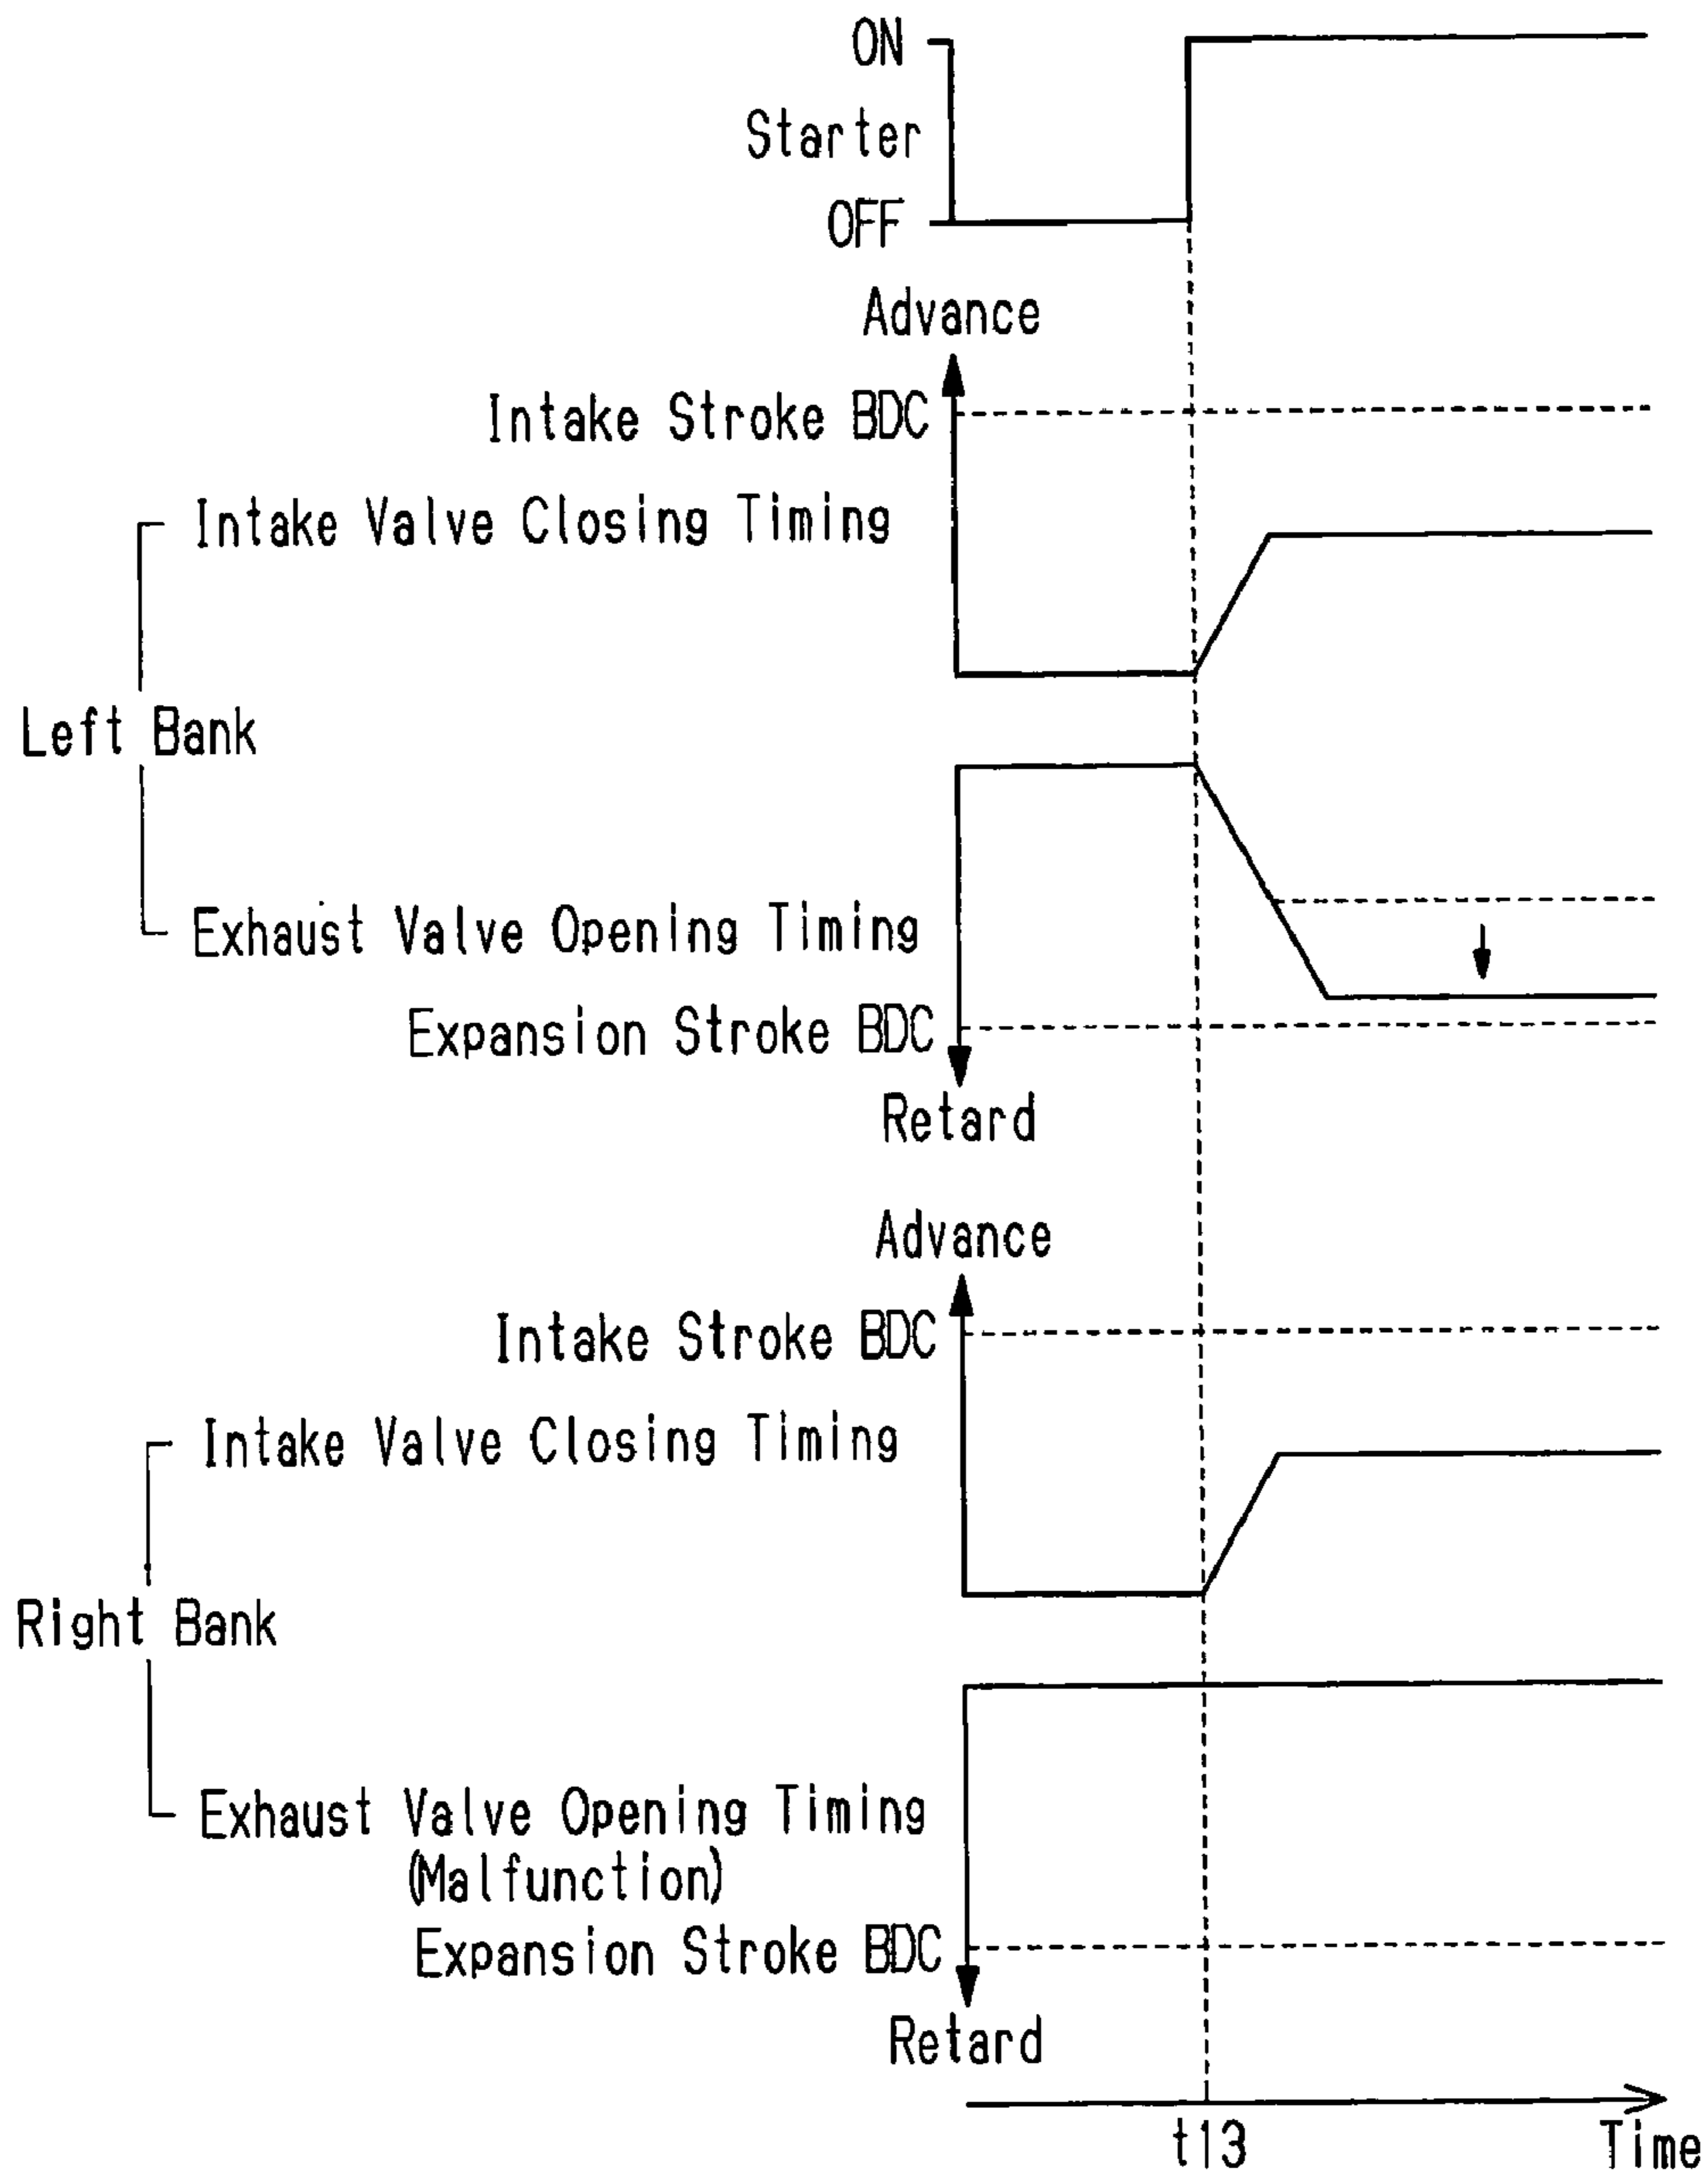 ON
Starter
OFF
Advance
Intake Stroke BDC
Intake Valve Closing Timing
Left Bank
Exhaust Valve Opening Timing
Expansion Stroke BDC
Retard
Advance
Intake Stroke BDC
Intake Valve Closing Timing
Right Bank
Exhaust Valve Opening Timing
(Malfunction)
Expansion Stroke BDC
Retard
t13
Time